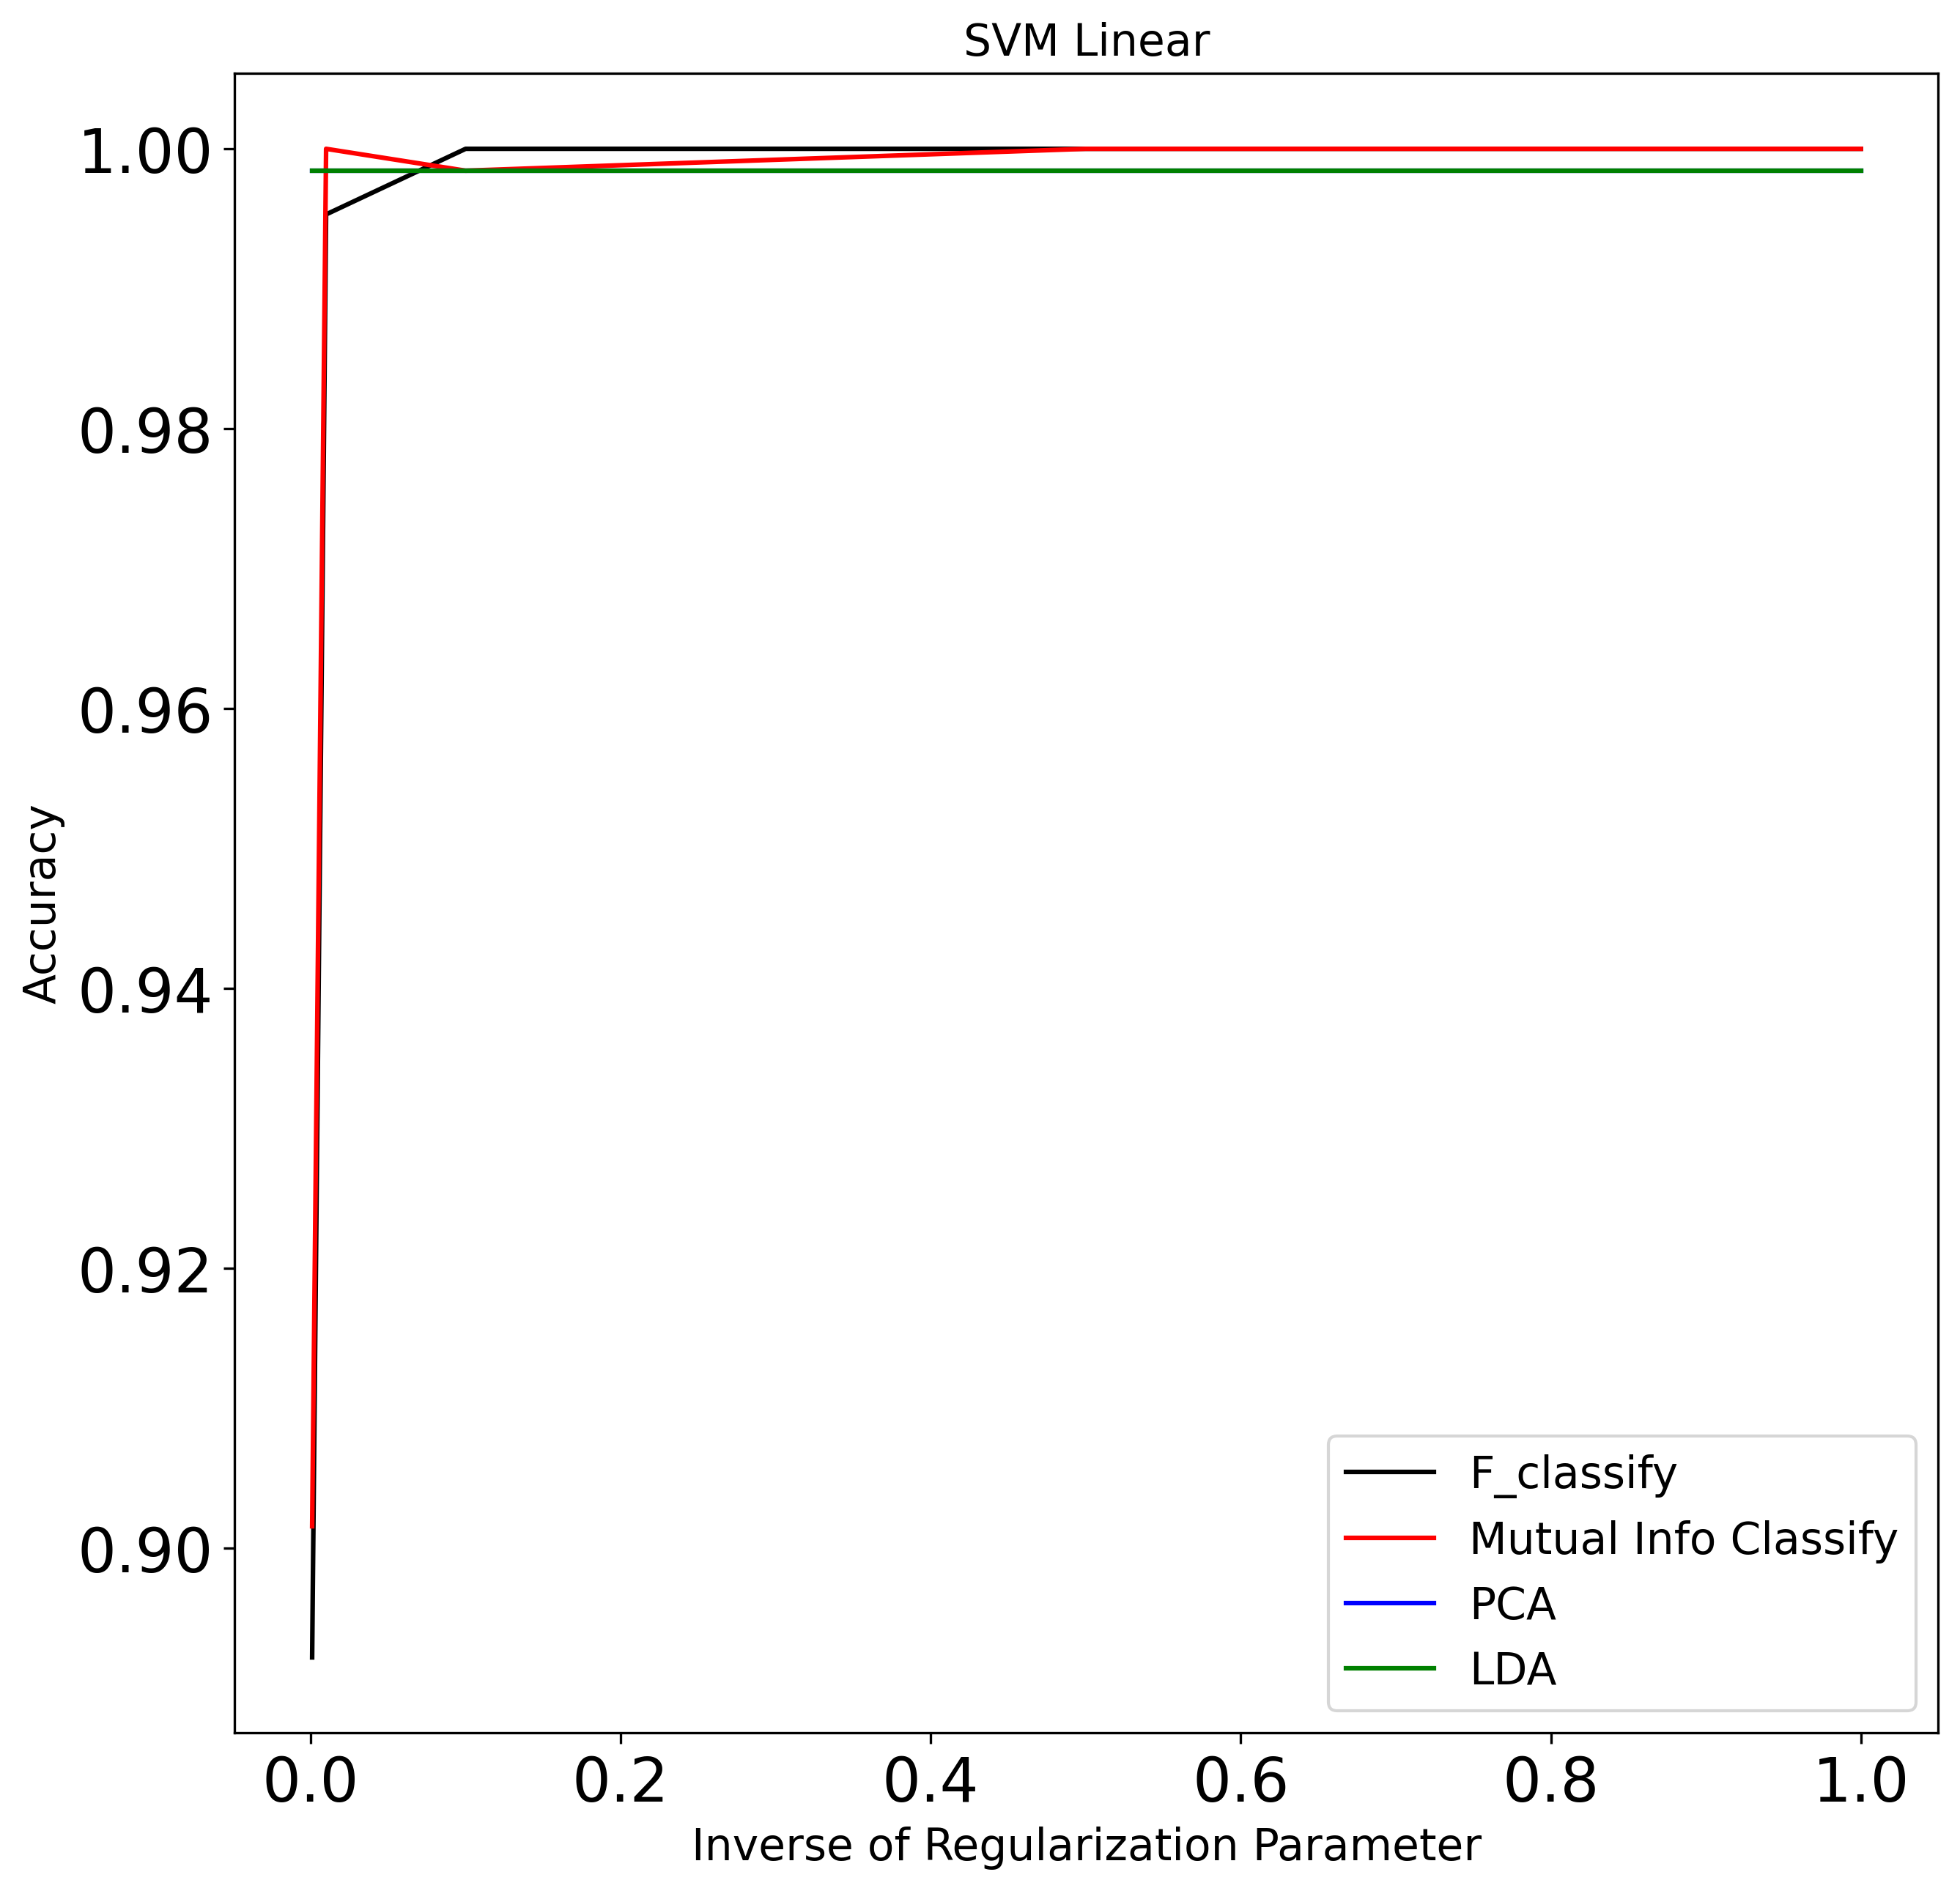 SVM Linear
1.00
0.98
0.96
0.94
0.92
0.90
Accuracy
F_classify
Mutual Info Classify
PCA
LDA
0.0 0.2 0.4 0.6 0.8 1.0
Inverse of Regularization Parameter